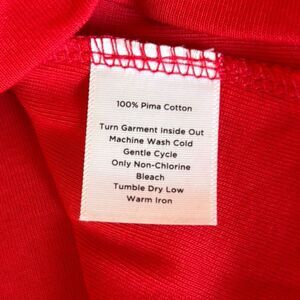 100% Pima Cotton
Turn Garment Inside Out
Machine Wash Cold
Gentle Cycle
Only Non-Chlorine
Bleach
Tumble Dry Low
Warm Iron